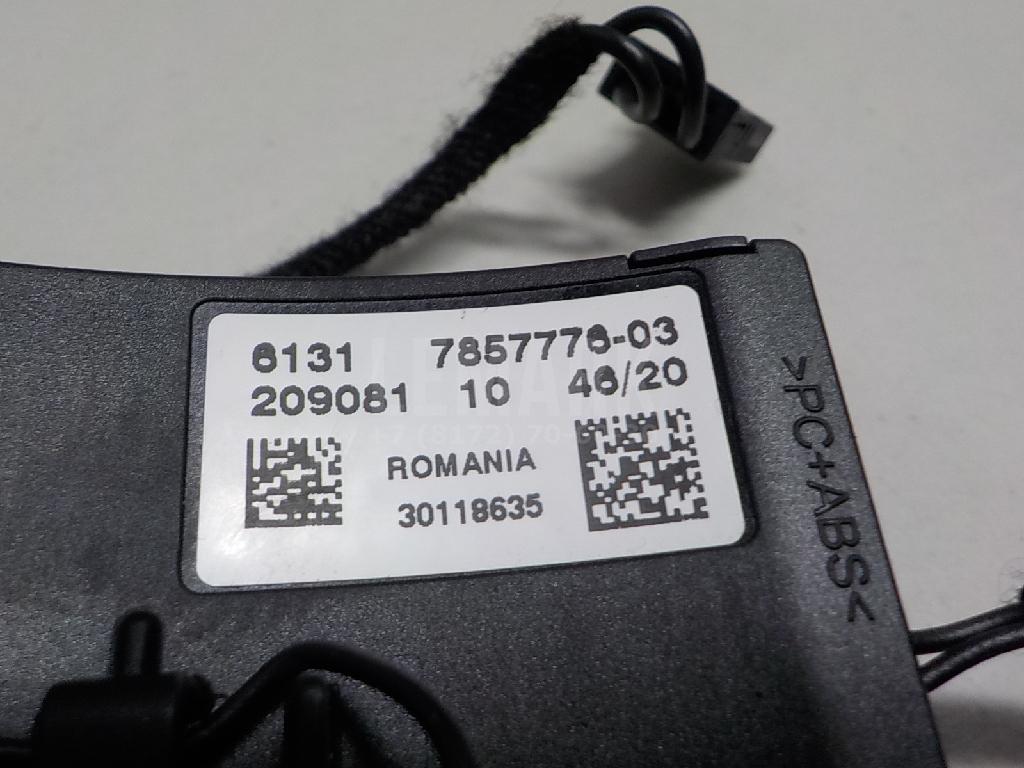 6131 7857776-03
209081 10 46/20
ROMANIA
30118635
>PC+ABS<